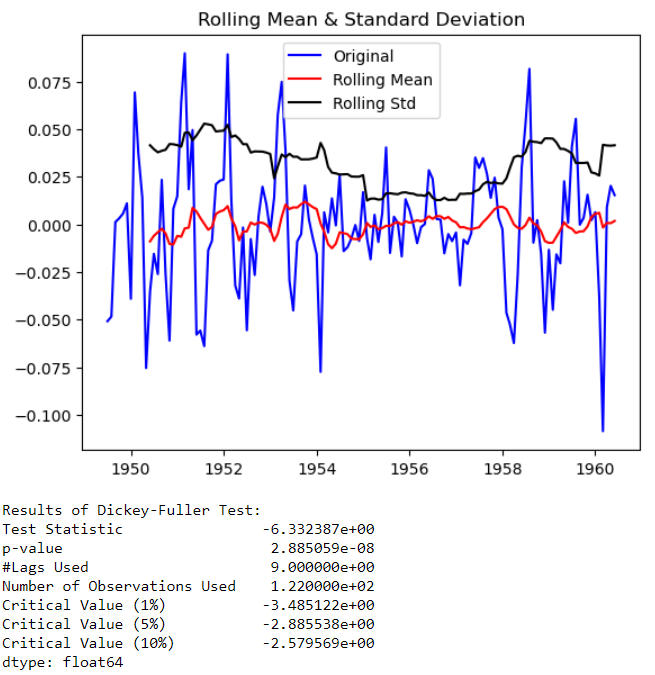 Rolling Mean & Standard Deviation
Original
Rolling Mean
Rolling Std
0.075
0.050
0.025
0.000
−0.025
−0.050
−0.075
−0.100
1950 1952 1954 1956 1958 1960
Results of Dickey-Fuller Test:
Test Statistic -6.332387e+00
p-value 2.885059e-08
#Lags Used 9.000000e+00
Number of Observations Used 1.220000e+02
Critical Value (1%) -3.485122e+00
Critical Value (5%) -2.885538e+00
Critical Value (10%) -2.579569e+00
dtype: float64